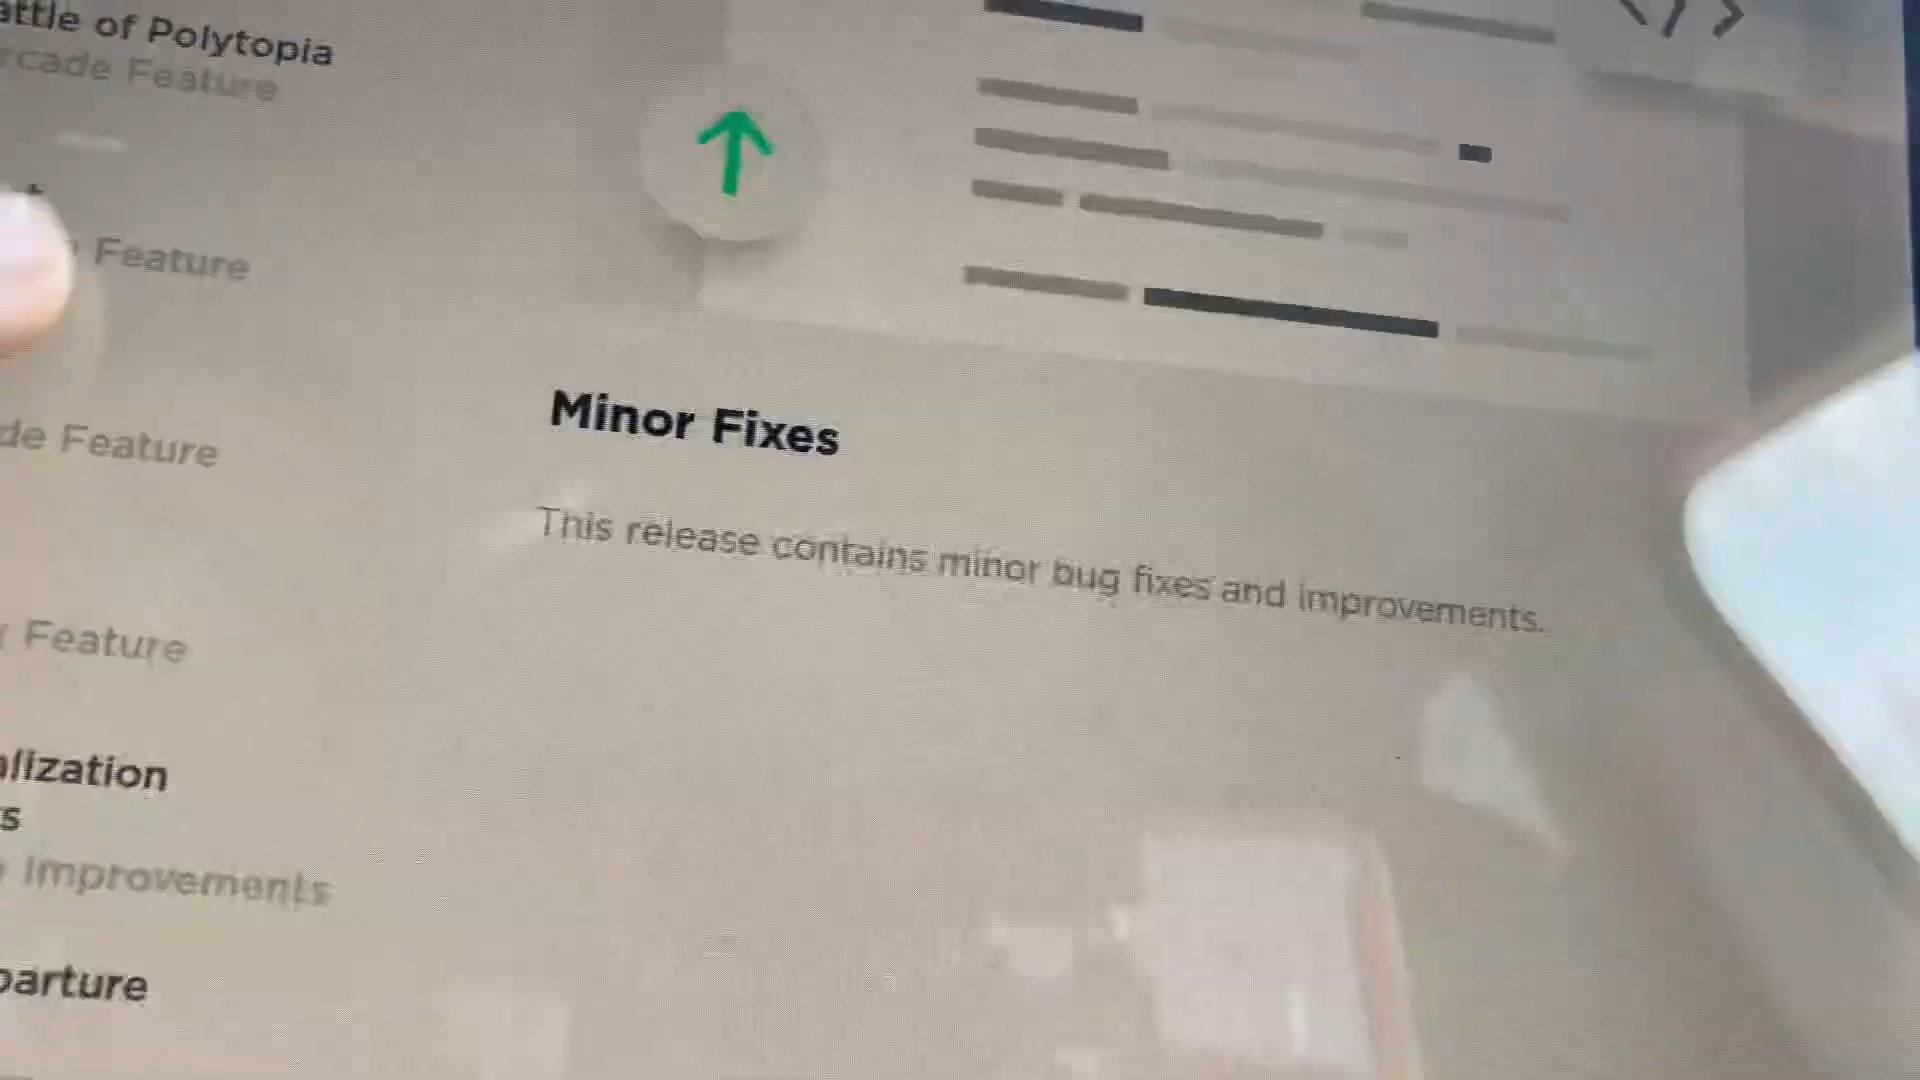 attle of Polytopia
rcade Feature
Feature
de Feature
Feature
alization
s
Improvements
parture
Minor Fixes
This release contains minor bug fixes and improvements.